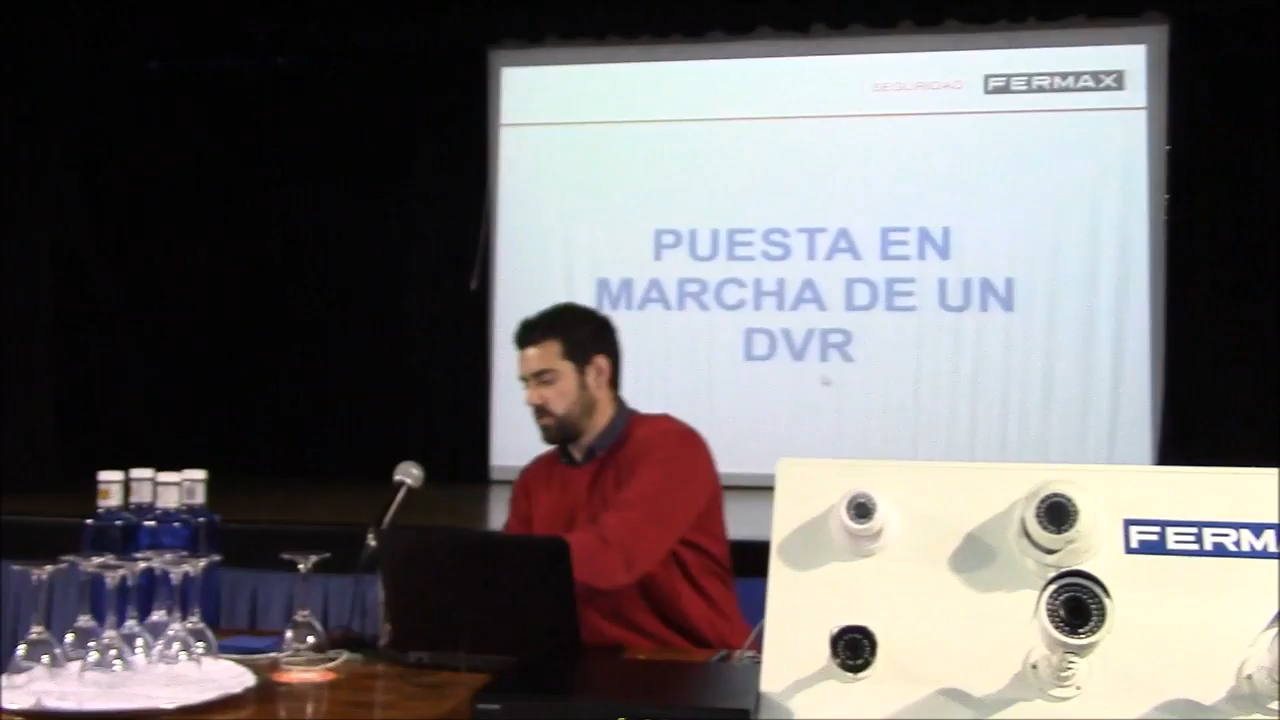 SEGURIDAD FERMAX
PUESTA EN
MARCHA DE UN
DVR
FERM